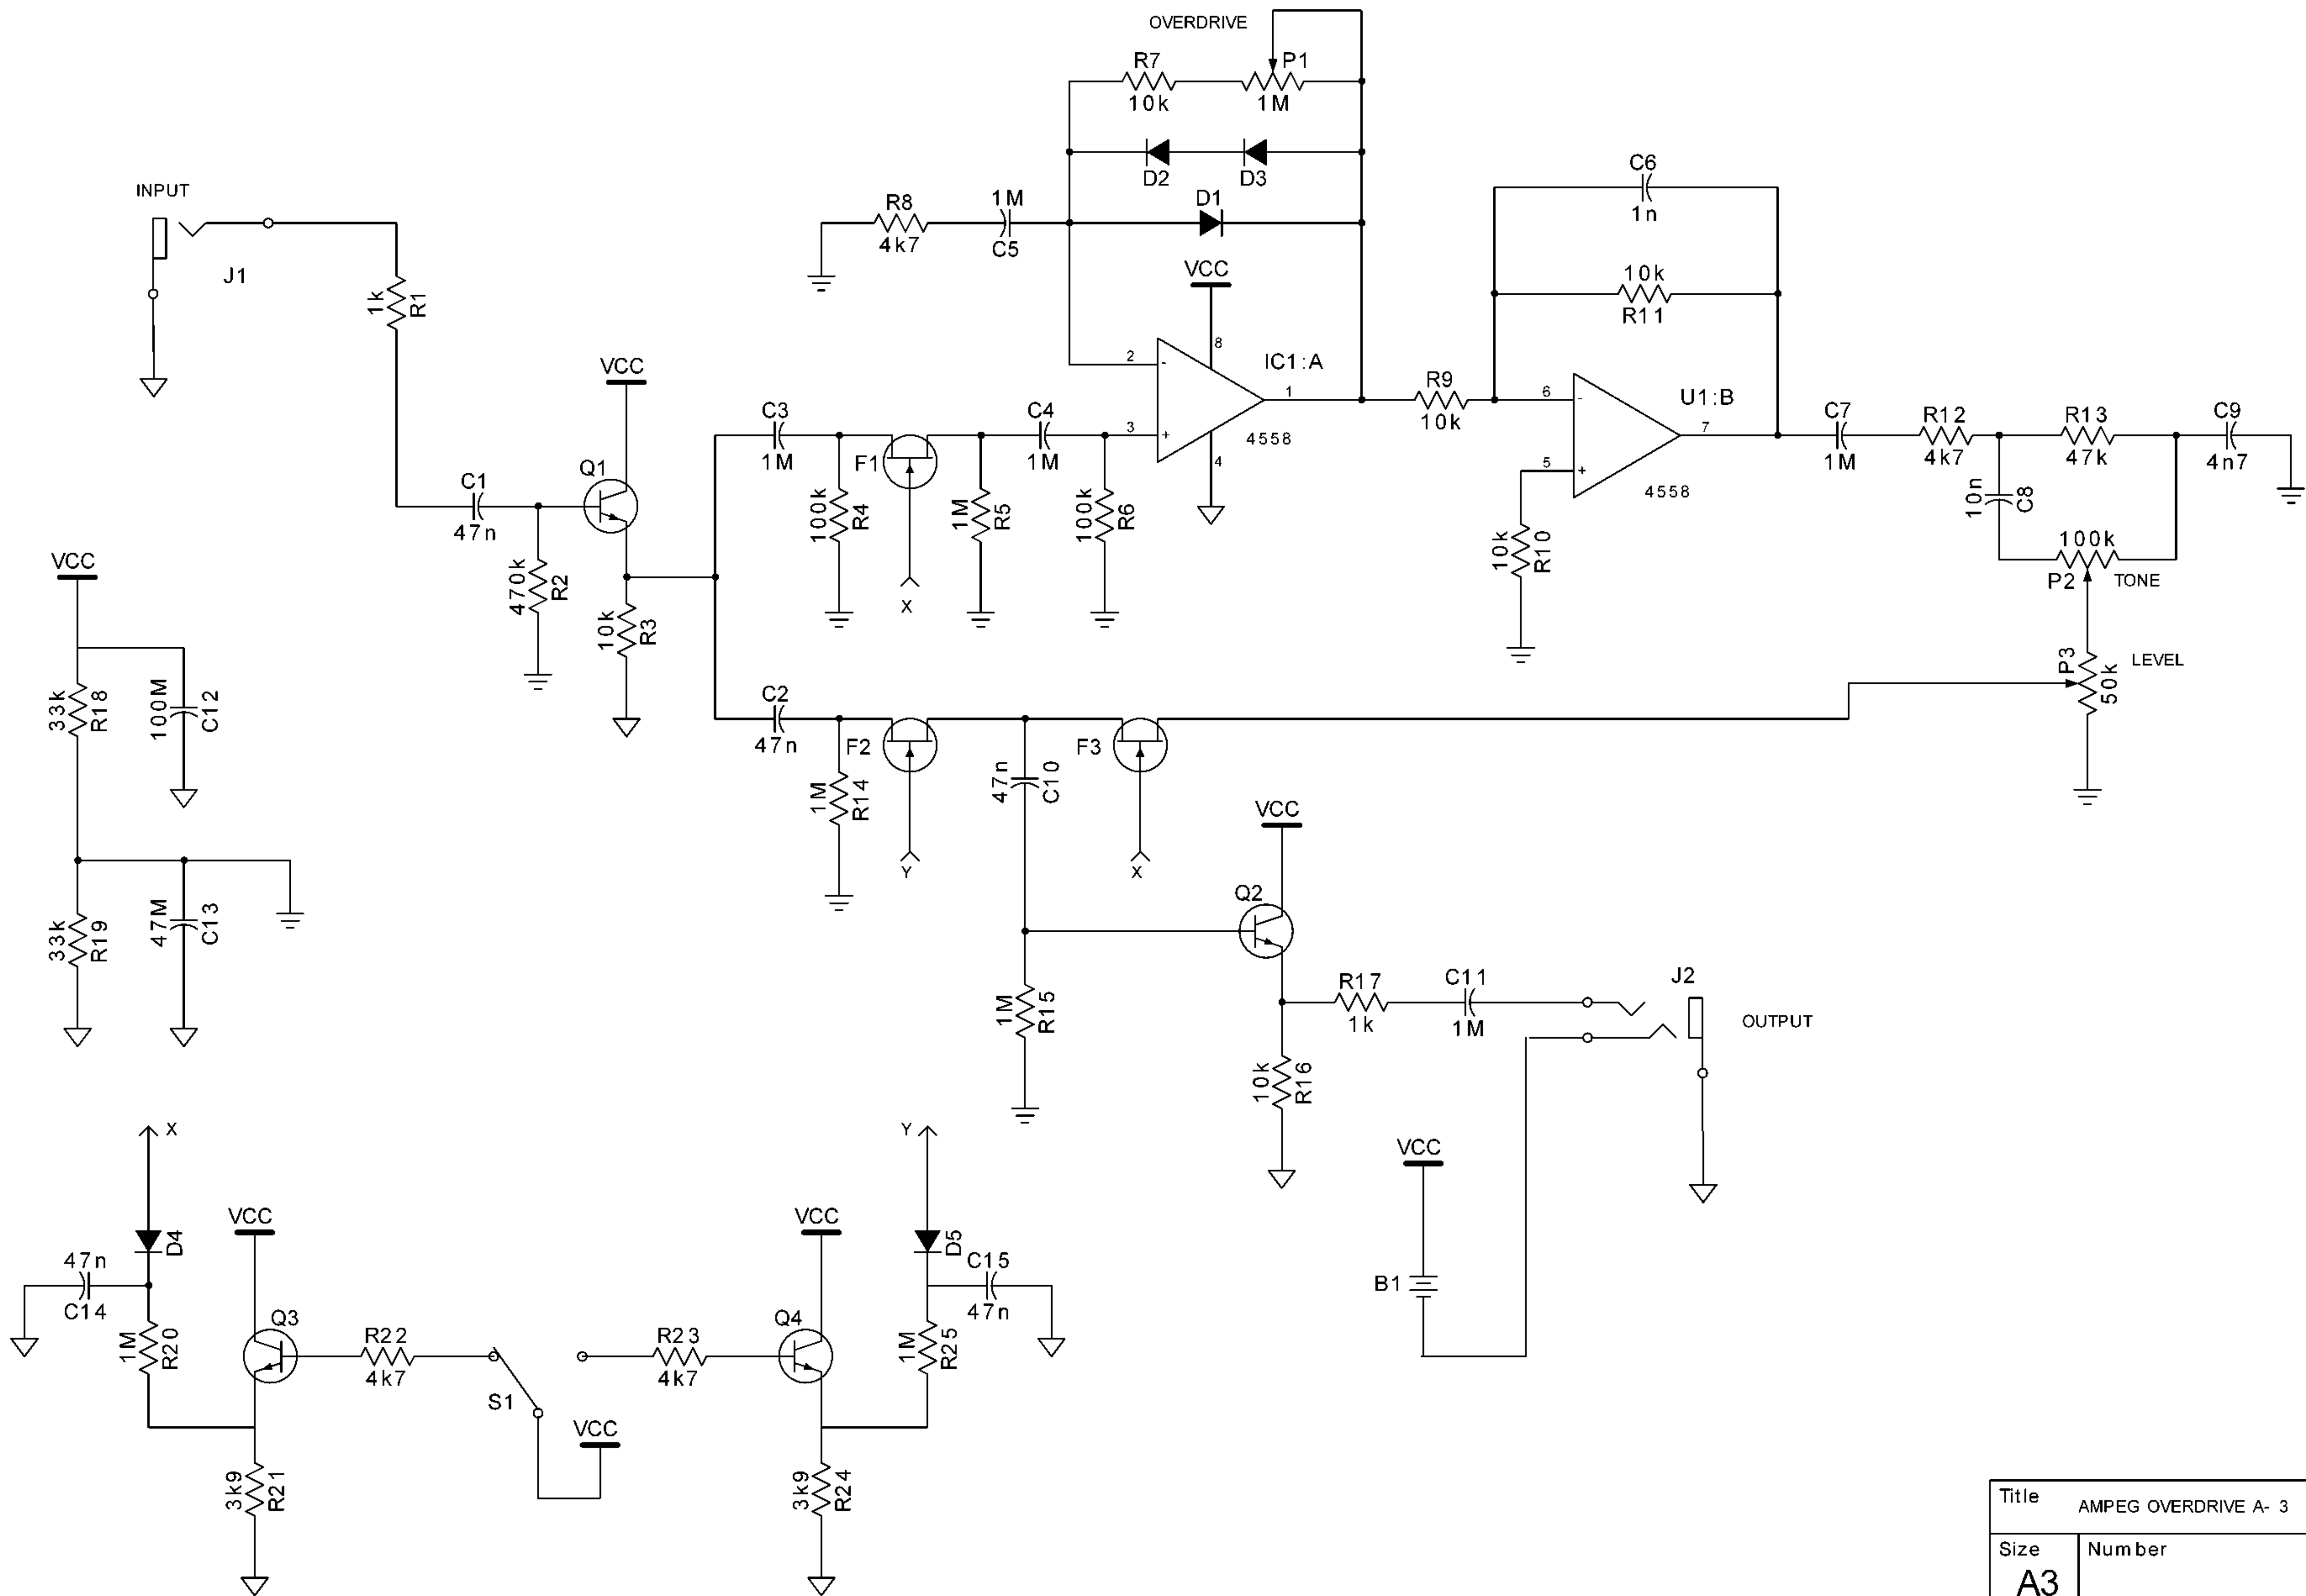 OVERDRIVE
R7
P1
10k
1M
D2
D3
INPUT
J1
R8
4k7
1M
C5
D1
C6
1n
10k
R11
1k
R1
VCC
8
2
-
IC1:A
1
3
+
4558
4
R9
10k
6
-
U1:B
7
5
+
4558
C7
1M
R12
4k7
R13
47k
C9
4n7
VCC
Q1
C1
47n
C3
1M
F1
C4
1M
100k
R4
X
1M
R5
100k
R6
10k
R10
10n
C8
100k
P2
TONE
470k
R2
10k
R3
P3
50k
LEVEL
VCC
33k
R18
100M
C12
C2
47n
F2
F3
1M
R14
47n
C10
Y
X
47M
C13
33k
R19
VCC
Q2
1M
R15
R17
1k
C11
1M
J2
OUTPUT
10k
R16
X
D4
VCC
47n
C14
1M
R20
Q3
R22
4k7
S1
3k9
R21
VCC
R23
4k7
Q4
VCC
Y
D5
C15
47n
1M
R25
3k9
R24
VCC
B1
Title
AMPEG OVERDRIVE A- 3
Size
Number
A3